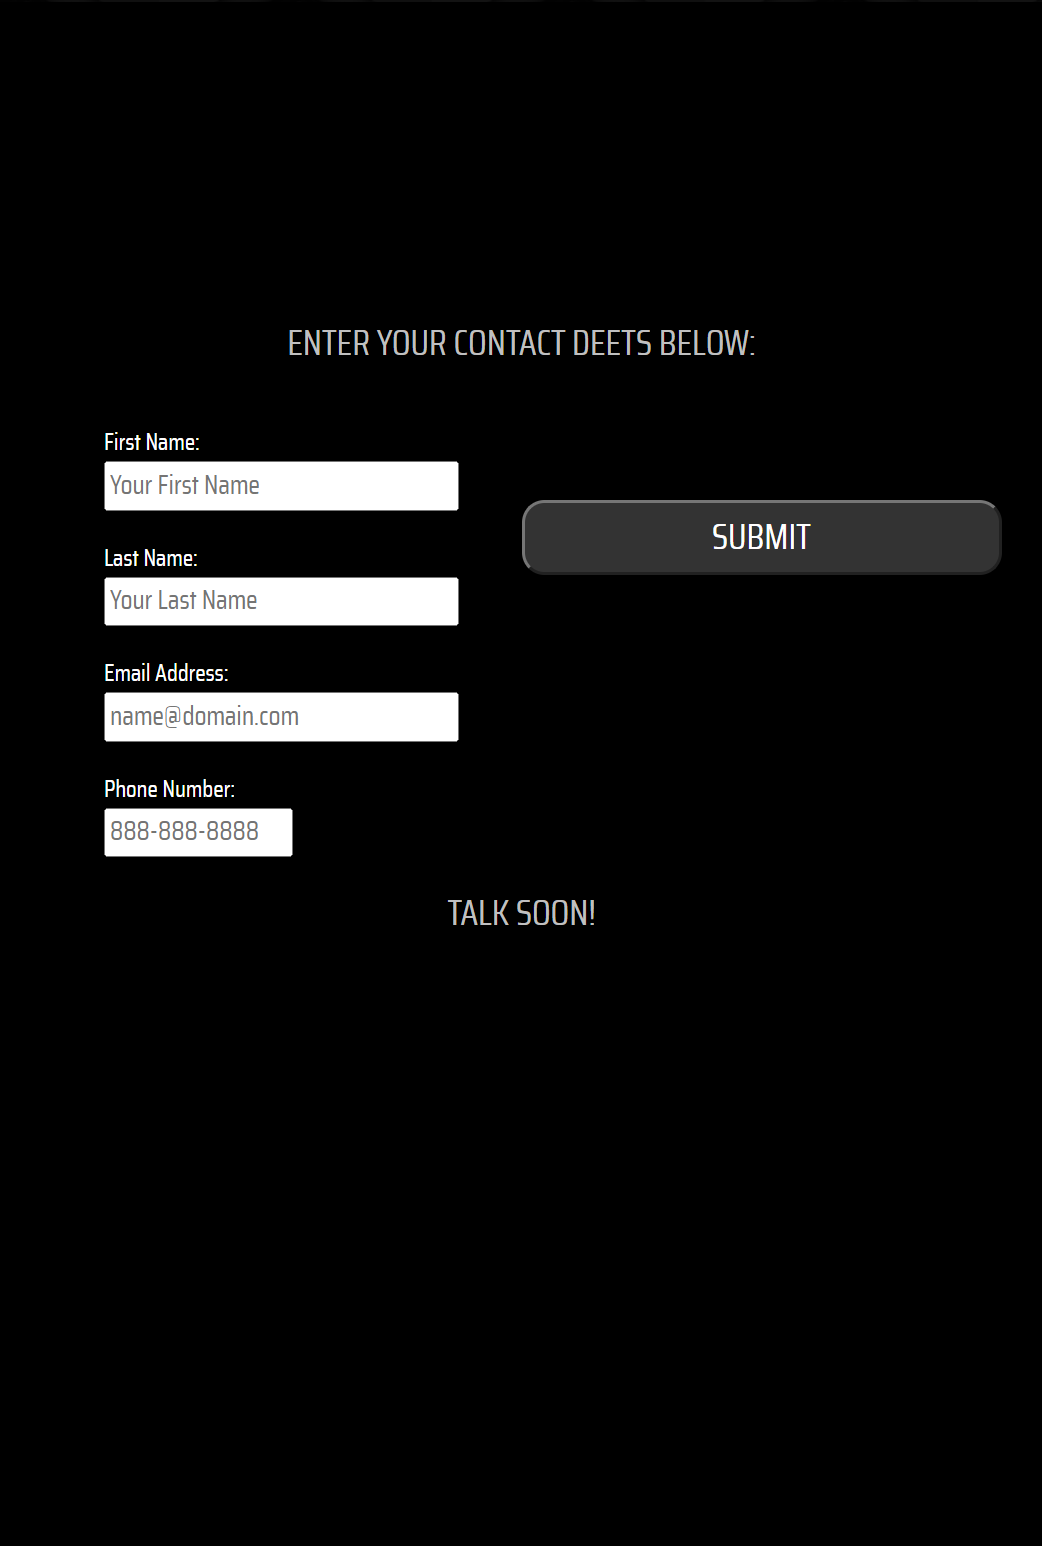 ENTER YOUR CONTACT DEETS BELOW:
First Name:
Your First Name
SUBMIT
Last Name:
Your Last Name
Email Address:
name@domain.com
Phone Number:
888-888-8888
TALK SOON!